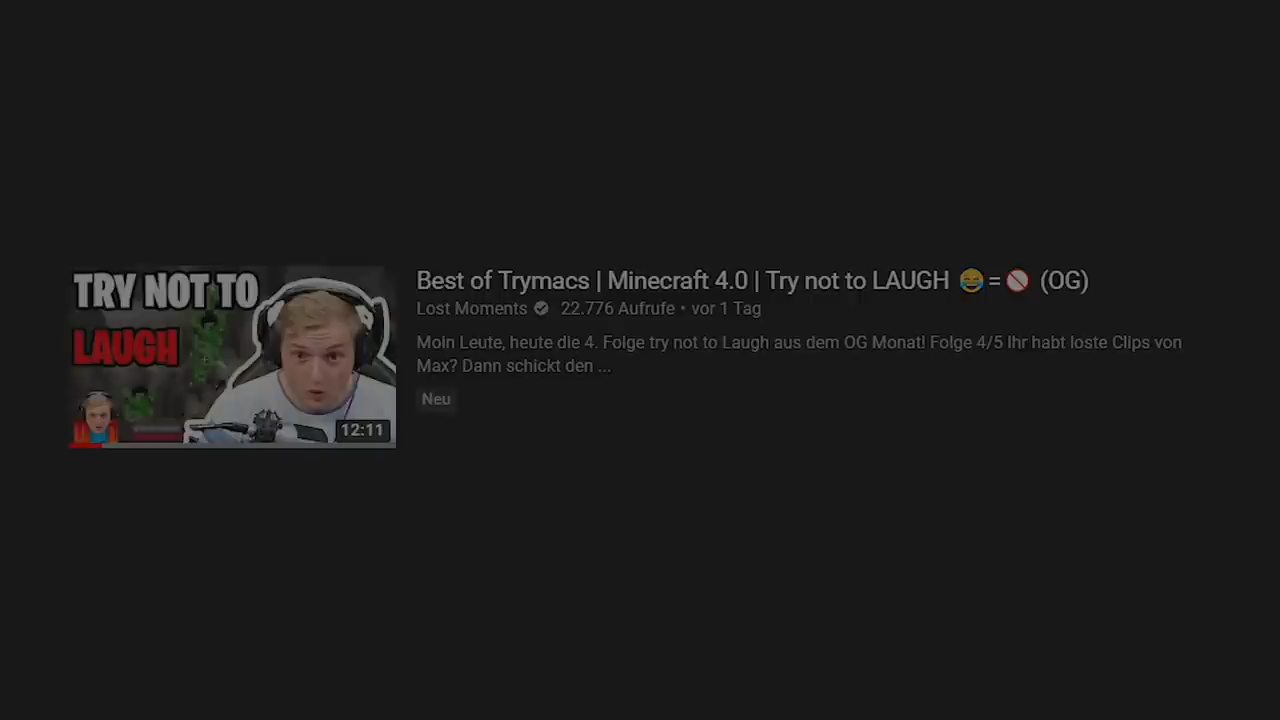 TRY NOT TO
LAUGH
12:11
Best of Trymacs | Minecraft 4.0 | Try not to LAUGH 😂=🚫 (OG)
Lost Moments 22.776 Aufrufe • vor 1 Tag
Moin Leute, heute die 4. Folge try not to Laugh aus dem OG Monat! Folge 4/5 Ihr habt loste Clips von
Max? Dann schickt den ...
Neu